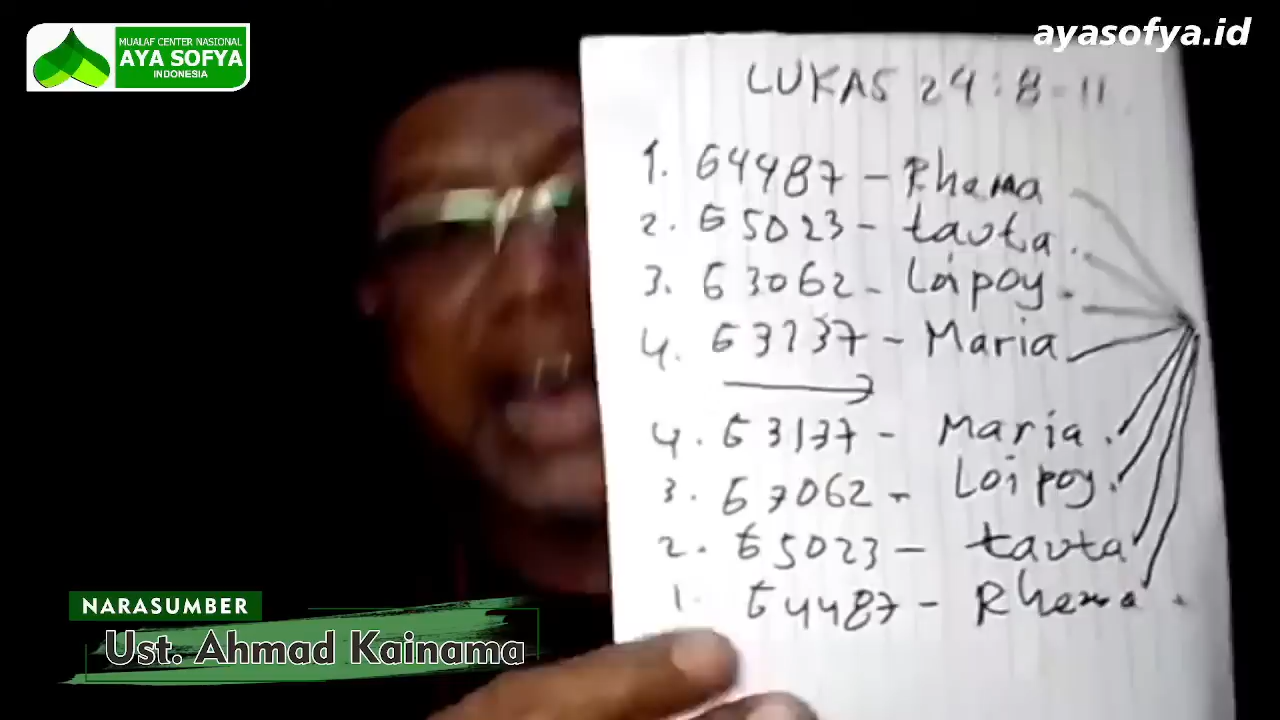 MUALAF CENTER NASIONAL
AYA SOFYA
INDONESIA
ayasofya.id
LUKAS 24:8-11
1. G4487 - Rhema
2. G5023 - tavta.
3. G3062 - Loipoy.
4. G3137 - Maria
4. G3137 - Maria.
3. G3062 - Loipoy.
2. G5023 - tavta
1. G4487 - Rhema.
NARASUMBER
Ust. Ahmad Kainama